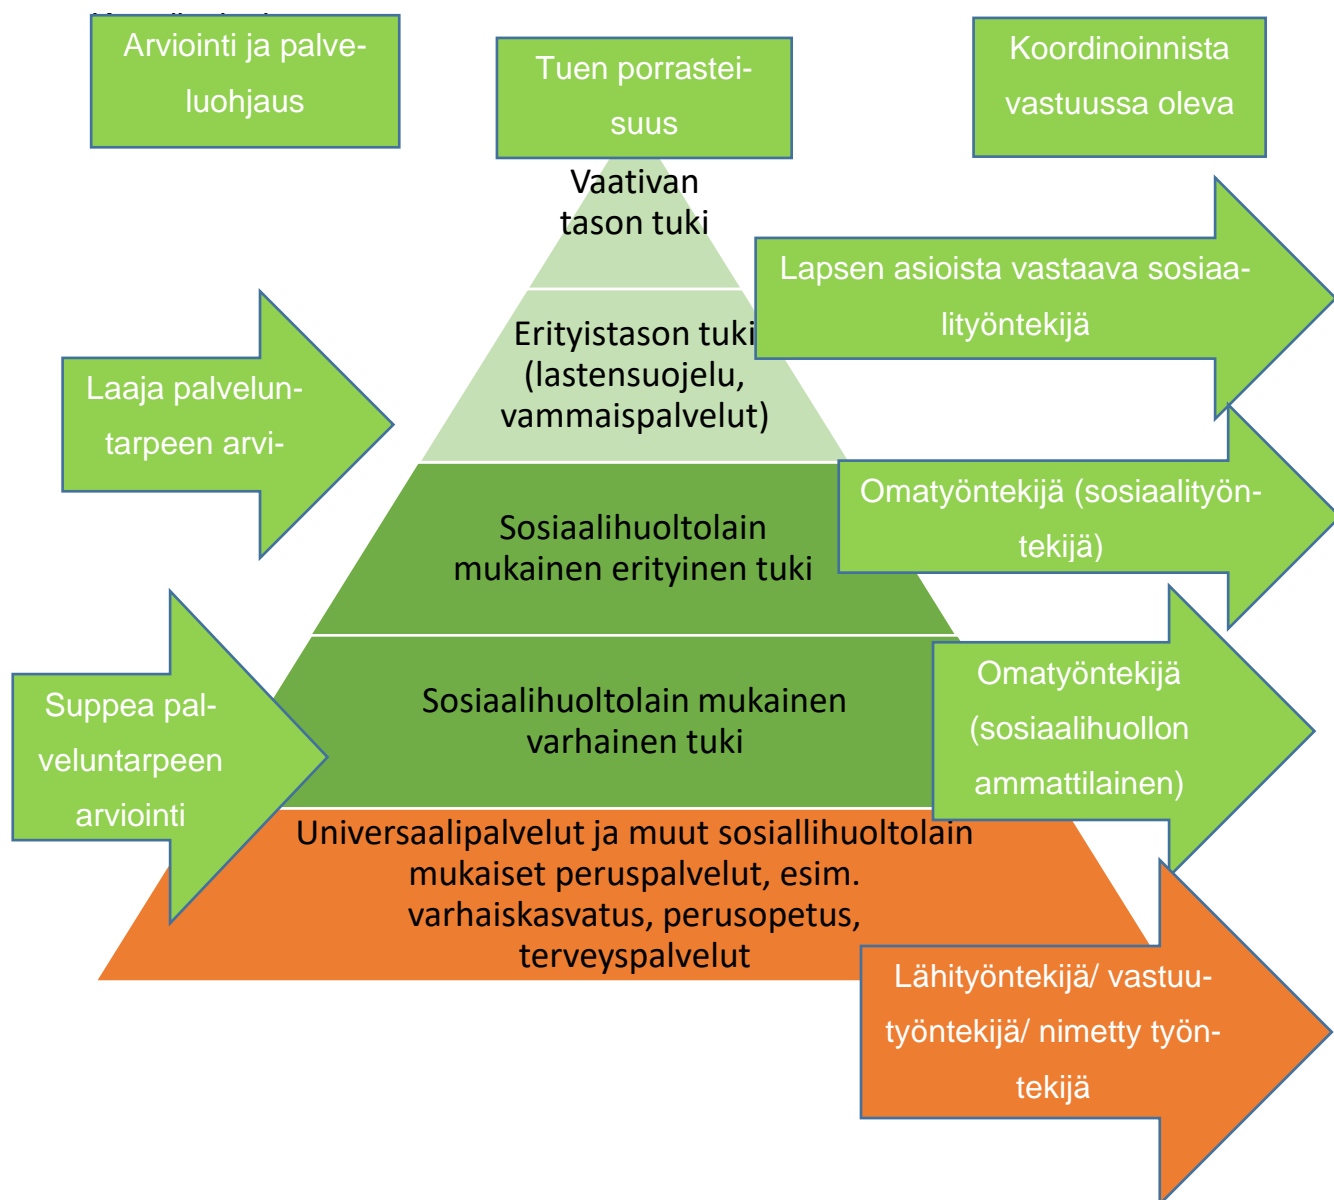 Arviointi ja palve-
luohjaus
Tuen porrastei-
suus
Koordinoinnista
vastuussa oleva
Vaativan
tason tuki
Lapsen asioista vastaava sosiaa-
lityöntekijä
Erityistason tuki
(lastensuojelu,
vammaispalvelut)
Laaja palvelun-
tarpeen arvi-
Omatyöntekijä (sosiaalityön-
tekijä)
Sosiaalihuoltolain
mukainen erityinen tuki
Suppea pal-
veluntarpeen
arviointi
Sosiaalihuoltolain mukainen
varhainen tuki
Omatyöntekijä
(sosiaalihuollon
ammattilainen)
Universaalipalvelut ja muut sosiallihuoltolain
mukaiset peruspalvelut, esim.
varhaiskasvatus, perusopetus,
terveyspalvelut
Lähityöntekijä/ vastuu-
työntekijä/ nimetty työn-
tekijä